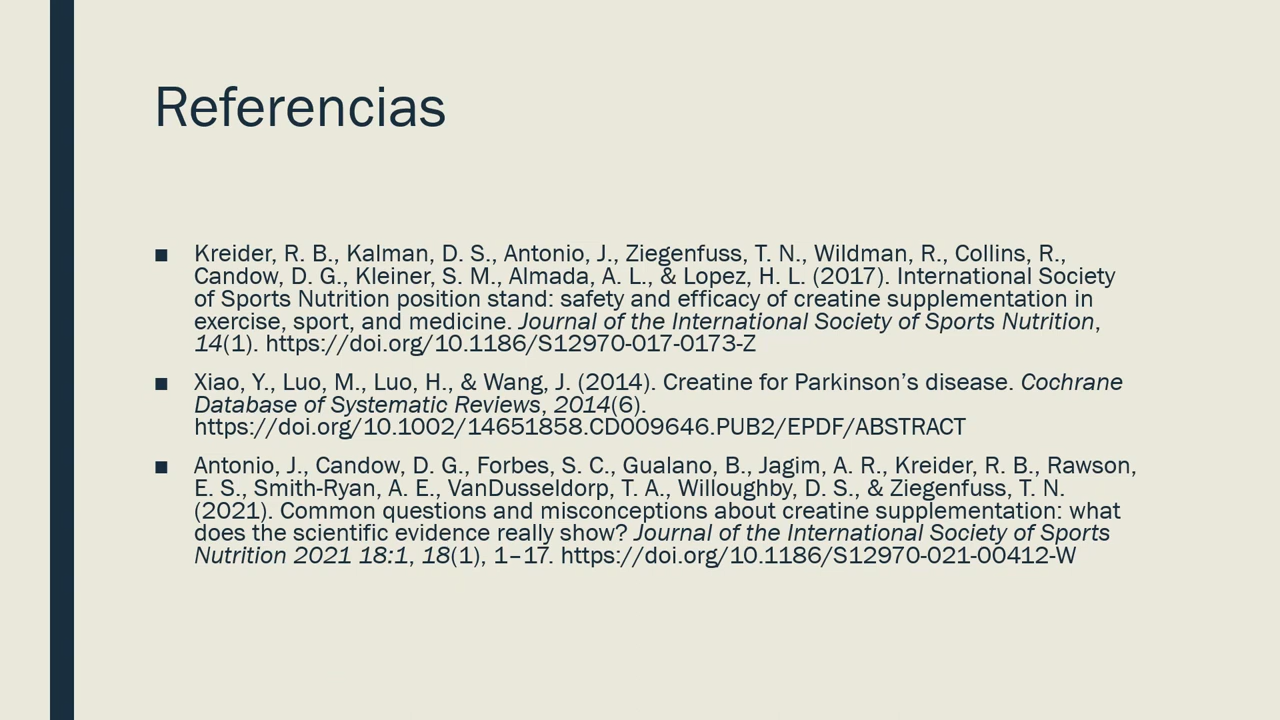 Referencias
■ Kreider, R. B., Kalman, D. S., Antonio, J., Ziegenfuss, T. N., Wildman, R., Collins, R.,
Candow, D. G., Kleiner, S. M., Almada, A. L., & Lopez, H. L. (2017). International Society
of Sports Nutrition position stand: safety and efficacy of creatine supplementation in
exercise, sport, and medicine. Journal of the International Society of Sports Nutrition,
14(1). https://doi.org/10.1186/S12970-017-0173-Z
■ Xiao, Y., Luo, M., Luo, H., & Wang, J. (2014). Creatine for Parkinson’s disease. Cochrane
Database of Systematic Reviews, 2014(6).
https://doi.org/10.1002/14651858.CD009646.PUB2/EPDF/ABSTRACT
■ Antonio, J., Candow, D. G., Forbes, S. C., Gualano, B., Jagim, A. R., Kreider, R. B., Rawson,
E. S., Smith-Ryan, A. E., VanDusseldorp, T. A., Willoughby, D. S., & Ziegenfuss, T. N.
(2021). Common questions and misconceptions about creatine supplementation: what
does the scientific evidence really show? Journal of the International Society of Sports
Nutrition 2021 18:1, 18(1), 1–17. https://doi.org/10.1186/S12970-021-00412-W